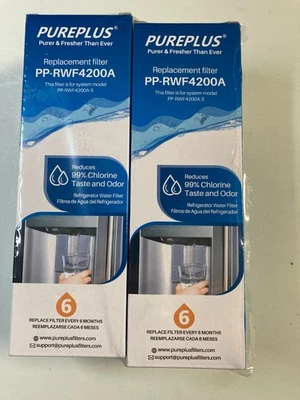 PUREPLUS®
Purer & Fresher Than Ever
Replacement filter
PP-RWF4200A
This filter is for system model
PP-RWF4200A-S
Reduces
99% Chlorine
Taste and Odor
Refrigerator Water Filter
Filtros de Agua del Refrigerador
6
REPLACE FILTER EVERY 6 MONTHS
REEMPLAZARSE CADA 6 MESES
www.pureplusfilters.com
support@pureplusfilters.com
PUREPLUS®
Purer & Fresher Than Ever
Replacement filter
PP-RWF4200A
This filter is for system model
PP-RWF4200A-S
Reduces
99% Chlorine
Taste and Odor
Refrigerator Water Filter
Filtros de Agua del Refrigerador
6
REPLACE FILTER EVERY 6 MONTHS
REEMPLAZARSE CADA 6 MESES
www.pureplusfilters.com
support@pureplusfilters.com